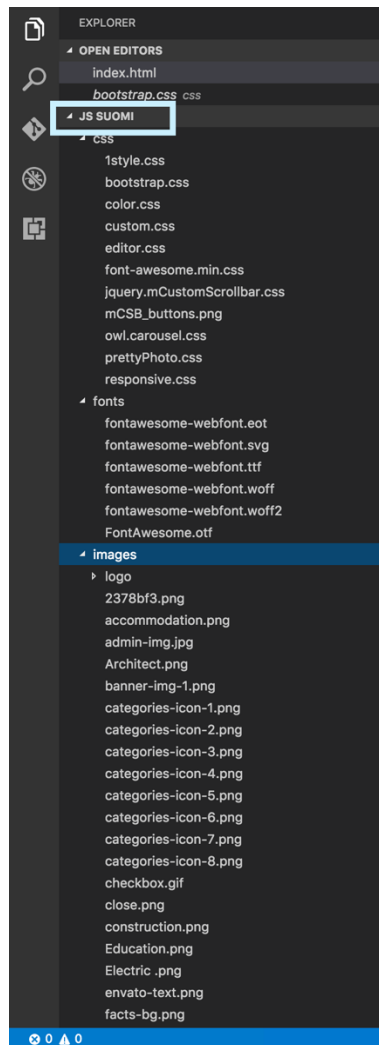 EXPLORER
OPEN EDITORS
index.html
bootstrap.css css
JS SUOMI
css
1style.css
bootstrap.css
color.css
custom.css
editor.css
font-awesome.min.css
jquery.mCustomScrollbar.css
mCSB_buttons.png
owl.carousel.css
prettyPhoto.css
responsive.css
fonts
fontawesome-webfont.eot
fontawesome-webfont.svg
fontawesome-webfont.ttf
fontawesome-webfont.woff
fontawesome-webfont.woff2
FontAwesome.otf
images
logo
2378bf3.png
accommodation.png
admin-img.jpg
Architect.png
banner-img-1.png
categories-icon-1.png
categories-icon-2.png
categories-icon-3.png
categories-icon-4.png
categories-icon-5.png
categories-icon-6.png
categories-icon-7.png
categories-icon-8.png
checkbox.gif
close.png
construction.png
Education.png
Electric .png
envato-text.png
facts-bg.png
0 0